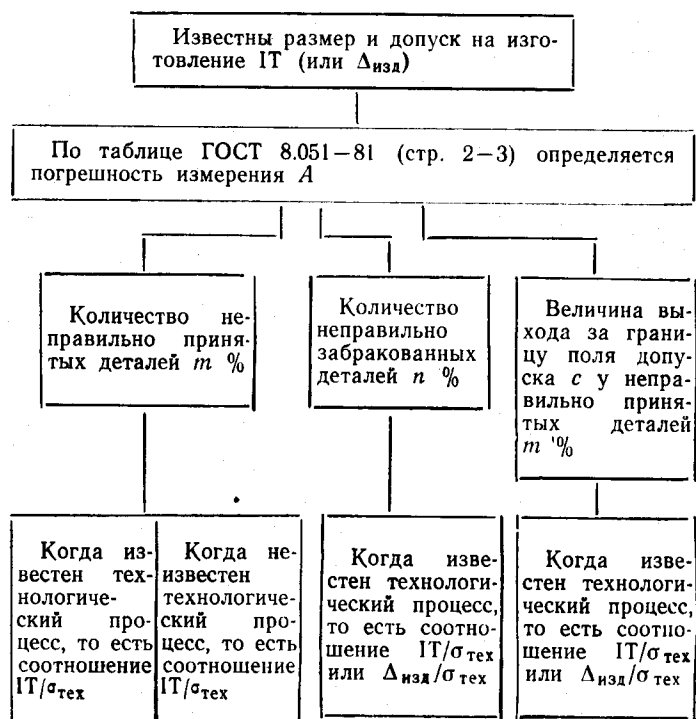 Известны размер и допуск на изго-
товление IT (или Δизд)
По таблице ГОСТ 8.051—81 (стр. 2—3) определяется
погрешность измерения A
Количество не-
правильно приня-
тых деталей m %
Количество
неправильно
забракованных
деталей n %
Величина вы-
хода за грани-
цу поля допу-
ска c у непра-
вильно приня-
тых деталей
m %
Когда из-
вестен тех-
нологиче-
ский про-
цесс, то есть
соотношение
IT/σтех
Когда не-
известен
технологиче-
ский про-
цесс, то есть
соотношение
IT/σтех
Когда изве-
стен технологи-
ческий процесс,
то есть соотно-
шение IT/σтех
или Δизд/σтех
Когда изве-
стен технологи-
ческий процесс,
то есть соотно-
шение IT/σтех
или Δизд/σтех